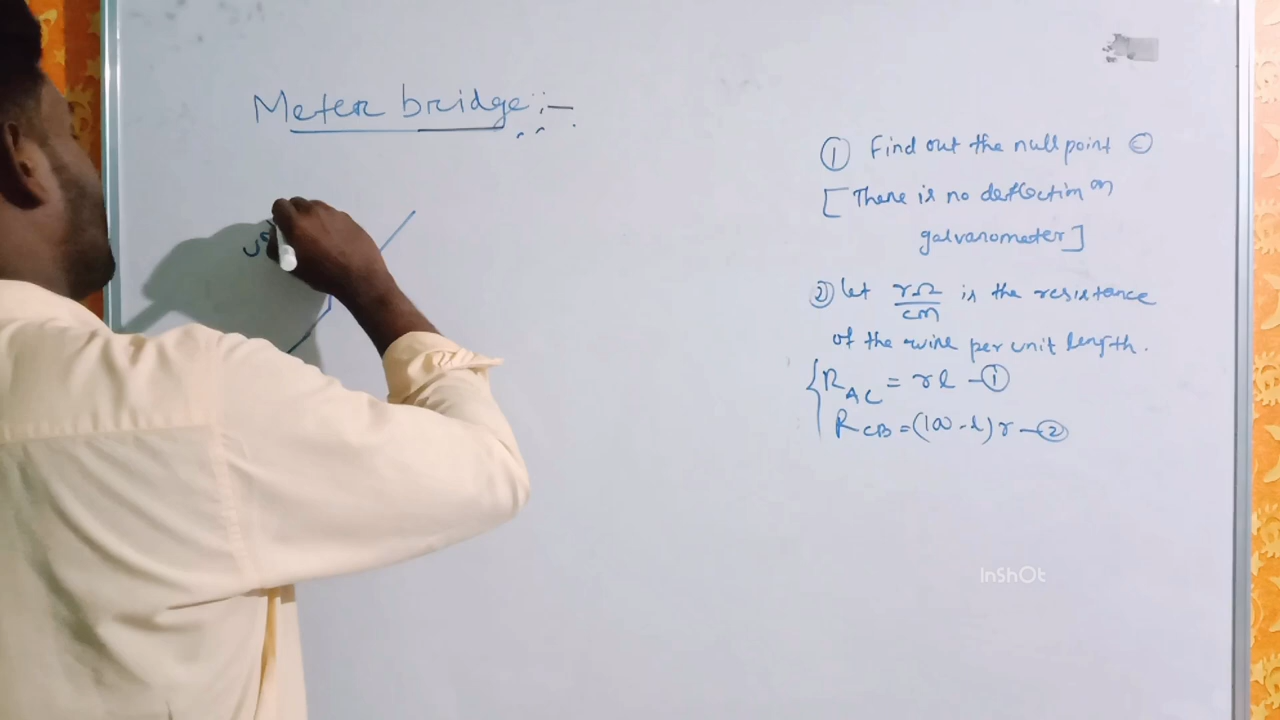 Meter bridge :-
① Find out the null point
[There is no deflection on
galvanometer]
② let rΩ/cm is the resistance
of the wire per unit length.
R_AC = rl -①
R_CB = (100-l) r -②
InShOt